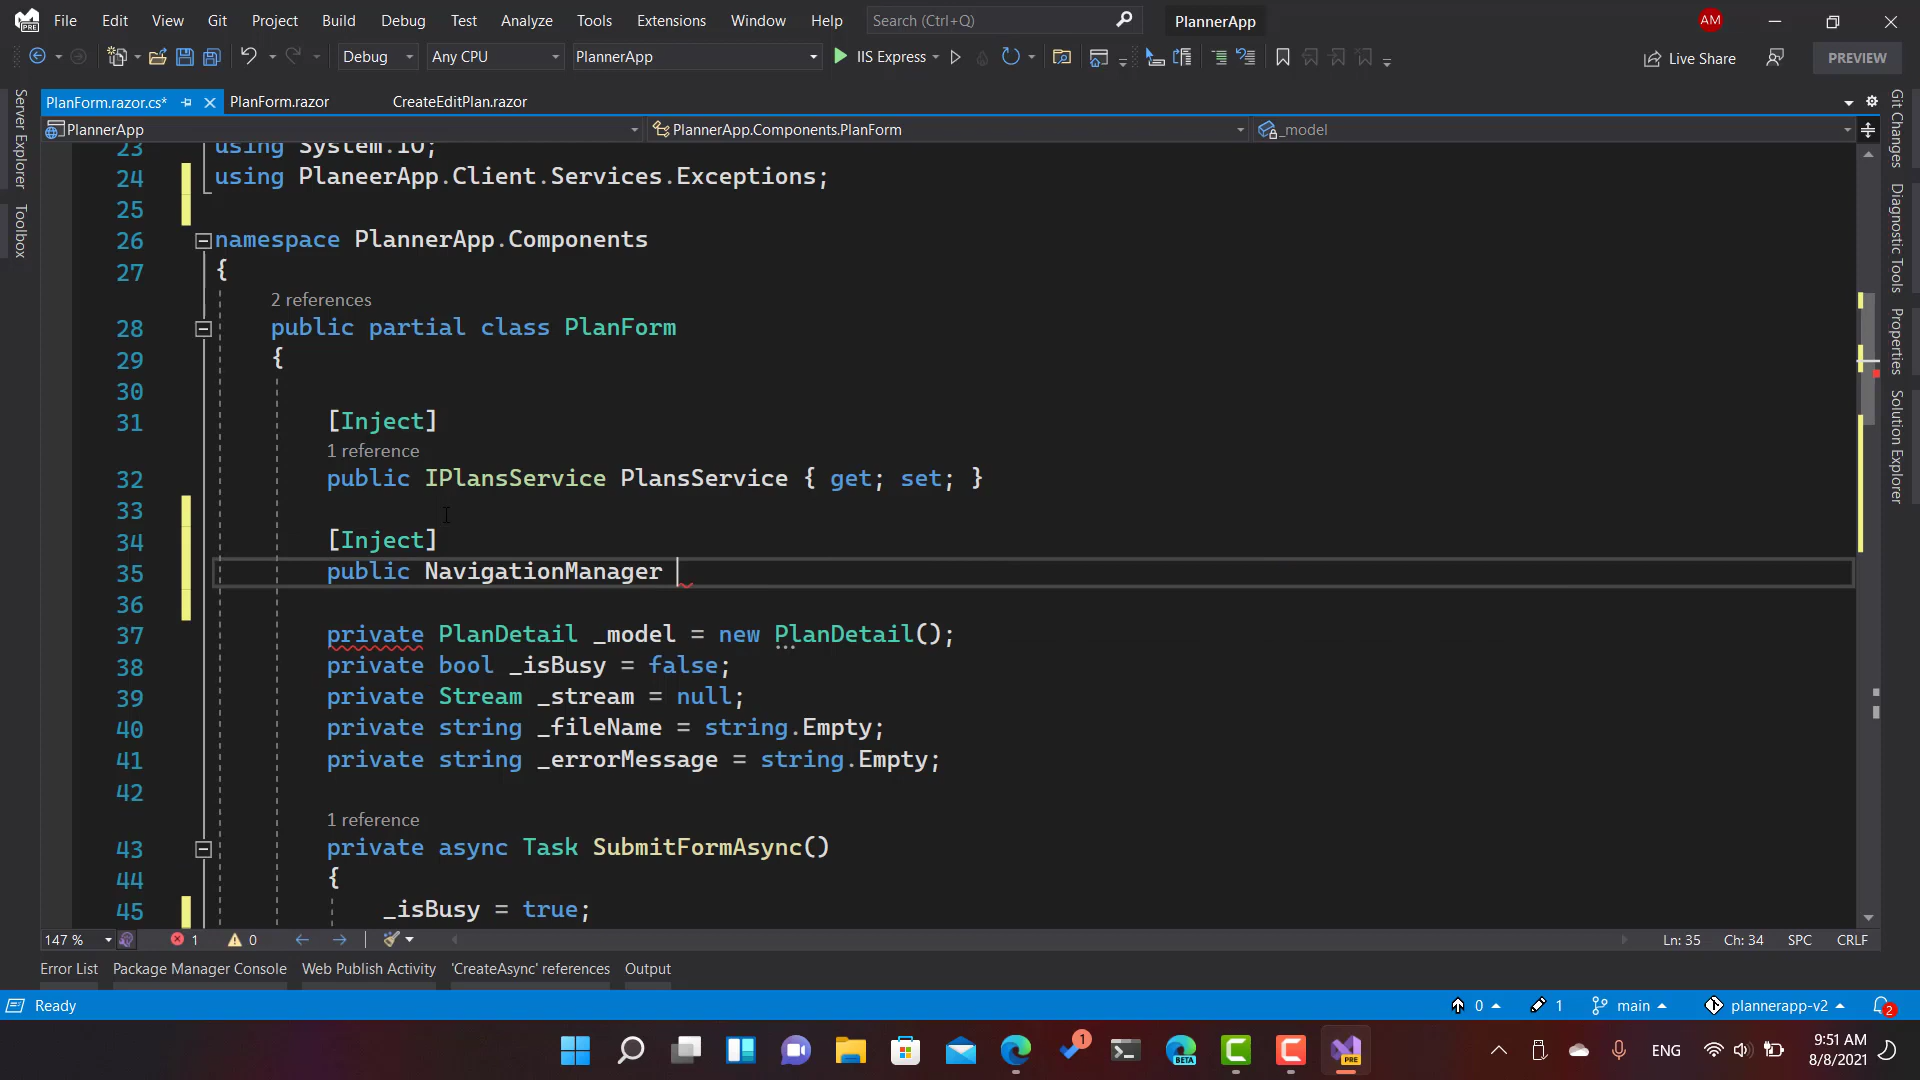 File Edit View Git Project Build Debug Test Analyze Tools Extensions Window Help Search (Ctrl+Q) PlannerApp AM
Debug Any CPU PlannerApp IIS Express Live Share PREVIEW
PlanForm.razor.cs* PlanForm.razor CreateEditPlan.razor
PlannerApp PlannerApp.Components.PlanForm _model
Server Explorer
Toolbox
23 using System.IO;
24 using PlaneerApp.Client.Services.Exceptions;
25
26 namespace PlannerApp.Components
27 {
2 references
28 public partial class PlanForm
29 {
30
31 [Inject]
1 reference
32 public IPlansService PlansService { get; set; }
33
34 [Inject]
35 public NavigationManager
36
37 private PlanDetail _model = new PlanDetail();
38 private bool _isBusy = false;
39 private Stream _stream = null;
40 private string _fileName = string.Empty;
41 private string _errorMessage = string.Empty;
42
1 reference
43 private async Task SubmitFormAsync()
44 {
45 _isBusy = true;
Git Changes
Diagnostic Tools
Properties
Solution Explorer
147 % 1 0 Ln: 35 Ch: 34 SPC CRLF
Error List Package Manager Console Web Publish Activity 'CreateAsync' references Output
Ready 0 1 main plannerapp-v2 2
1 BETA PRE ENG 9:51 AM
8/8/2021